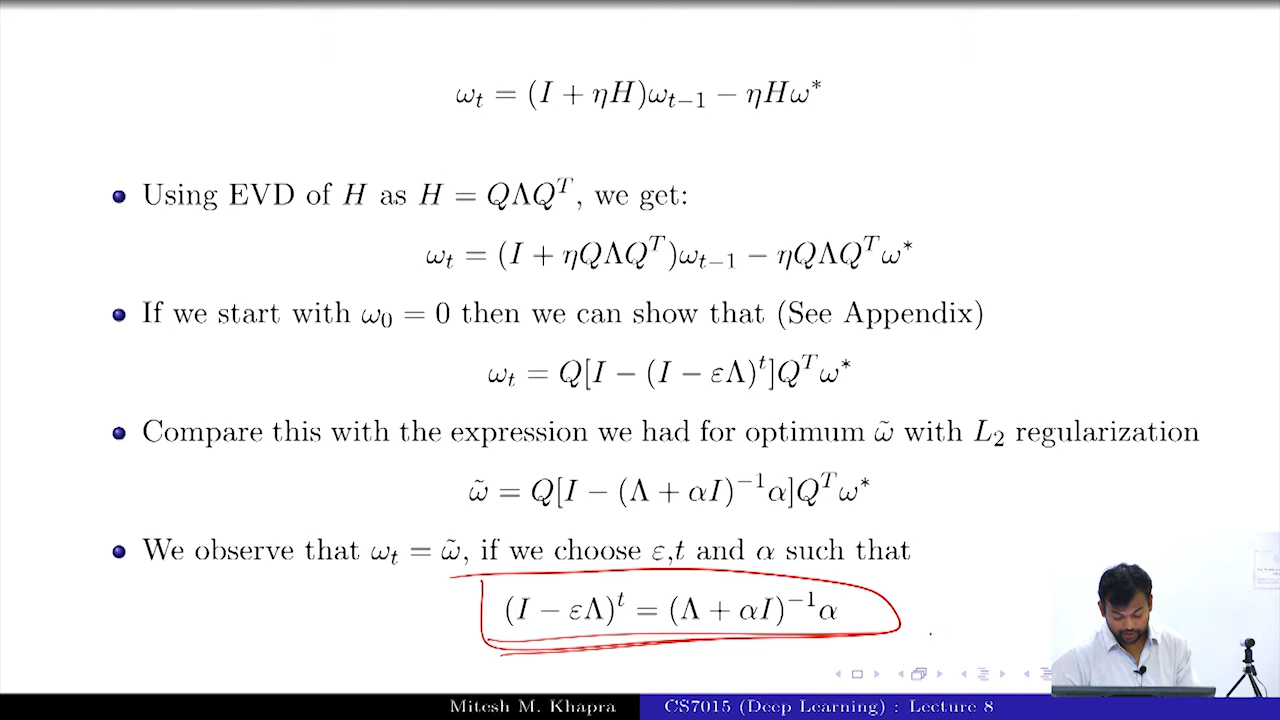 ω_t = (I + ηH)ω_{t−1} − ηHω*
• Using EVD of H as H = QΛQ^T, we get:
ω_t = (I + ηQΛQ^T)ω_{t−1} − ηQΛQ^Tω*
• If we start with ω_0 = 0 then we can show that (See Appendix)
ω_t = Q[I − (I − εΛ)^t]Q^Tω*
• Compare this with the expression we had for optimum ω̃ with L_2 regularization
ω̃ = Q[I − (Λ + αI)^{−1}α]Q^Tω*
• We observe that ω_t = ω̃, if we choose ε,t and α such that
(I − εΛ)^t = (Λ + αI)^{−1}α
Mitesh M. Khapra CS7015 (Deep Learning) : Lecture 8